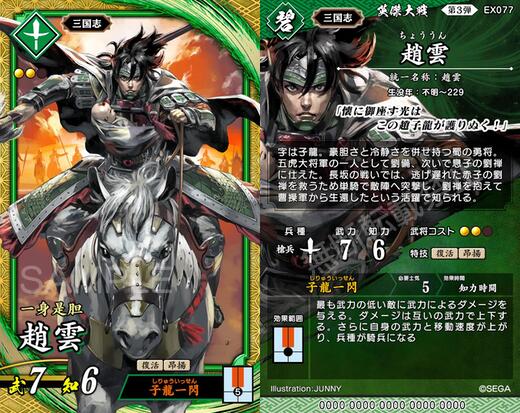 三国志
一身是胆
趙雲
復活 昂揚
武7 知6
しりゅういっせん
子龍一閃
6
SAMPLE
碧
三国志
英傑大戦
第3弾
EX077
ちょううん
趙雲
統一名称：趙雲
生没年：不明～229
「懐に御座す光は
この趙子龍が護りぬく！」
字は子龍。豪胆さと冷静さを併せ持つ蜀の勇将。
五虎大将軍の一人として劉備、次いで息子の劉禅
に仕えた。長坂の戦いでは、逃げ遅れた赤子の劉
禅を救うため単騎で敵陣へ突撃し、劉禅を抱えて
曹操軍から生還したという活躍で知られる。
兵種 武力 知力 武将コスト
槍兵 7 6
特技 復活 昂揚
しりゅういっせん 必要士気 効果時間
子龍一閃 5 知力時間
効果範囲
最も武力の低い敵に武力によるダメージを
与える。ダメージは互いの武力で上下す
る。さらに自身の武力と移動速度が上が
り、兵種が騎兵になる
Illustration:JUNNY
©SEGA
0000 0000 0000 0000 0000